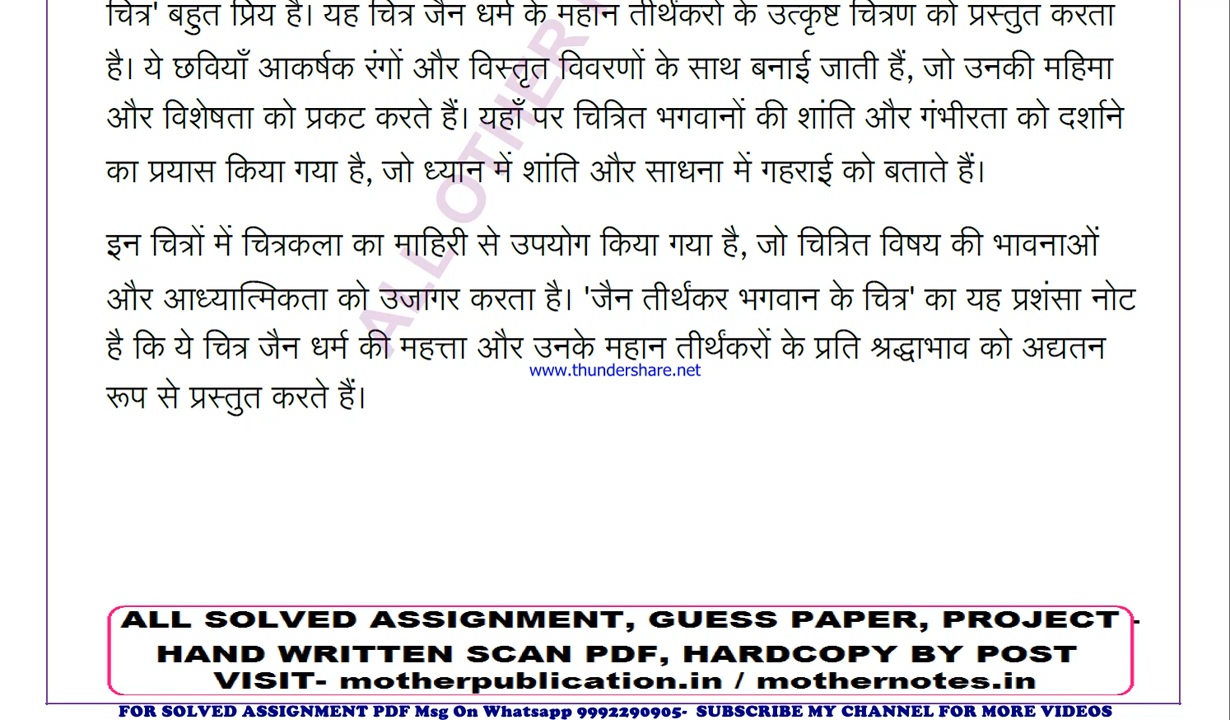 चित्र' बहुत प्रिय है। यह चित्र जैन धर्म के महान तीर्थंकरों के उत्कृष्ट चित्रण को प्रस्तुत करता
है। ये छवियाँ आकर्षक रंगों और विस्तृत विवरणों के साथ बनाई जाती हैं, जो उनकी महिमा
और विशेषता को प्रकट करते हैं। यहाँ पर चित्रित भगवानों की शांति और गंभीरता को दर्शाने
का प्रयास किया गया है, जो ध्यान में शांति और साधना में गहराई को बताते हैं।
ALL OTHER
इन चित्रों में चित्रकला का माहिरी से उपयोग किया गया है, जो चित्रित विषय की भावनाओं
और आध्यात्मिकता को उजागर करता है। 'जैन तीर्थंकर भगवान के चित्र' का यह प्रशंसा नोट
है कि ये चित्र जैन धर्म की महत्ता और उनके महान तीर्थंकरों के प्रति श्रद्धाभाव को अद्यतन
www.thundershare.net
रूप से प्रस्तुत करते हैं।
ALL SOLVED ASSIGNMENT, GUESS PAPER, PROJECT -
HAND WRITTEN SCAN PDF, HARDCOPY BY POST
VISIT- motherpublication.in / mothernotes.in
FOR SOLVED ASSIGNMENT PDF Msg On Whatsapp 9992290905- SUBSCRIBE MY CHANNEL FOR MORE VIDEOS